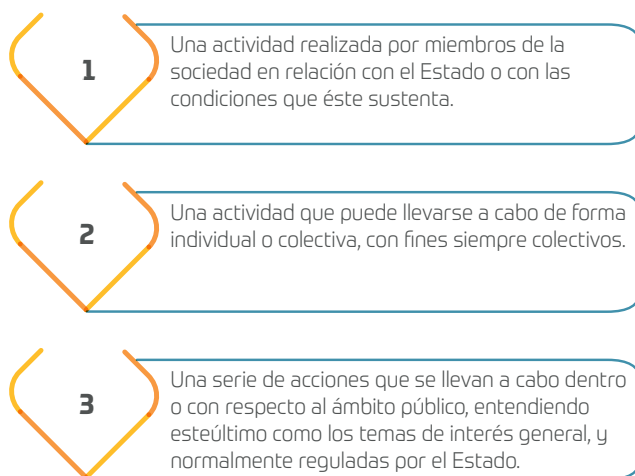 1
Una actividad realizada por miembros de la
sociedad en relación con el Estado o con las
condiciones que éste sustenta.
2
Una actividad que puede llevarse a cabo de forma
individual o colectiva, con fines siempre colectivos.
3
Una serie de acciones que se llevan a cabo dentro
o con respecto al ámbito público, entendiendo
esteúltimo como los temas de interés general, y
normalmente reguladas por el Estado.